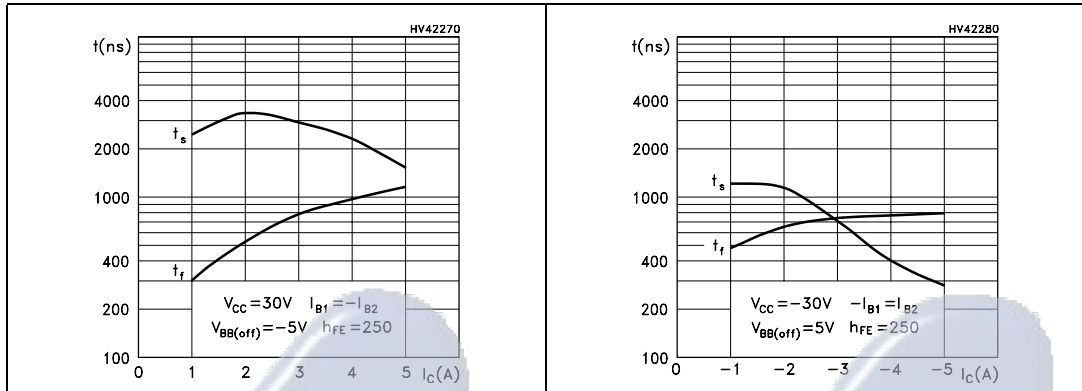 HV42270
t(ns)
4000
2000
1000
400
200
100
t_s
t_f
V_CC=30V I_B1=-I_B2
V_BB(off)=-5V h_FE=250
0 1 2 3 4 5 I_C(A)
HV42280
t(ns)
4000
2000
1000
400
200
100
t_s
t_f
V_CC=-30V -I_B1=I_B2
V_BB(off)=5V h_FE=250
0 -1 -2 -3 -4 -5 I_C(A)